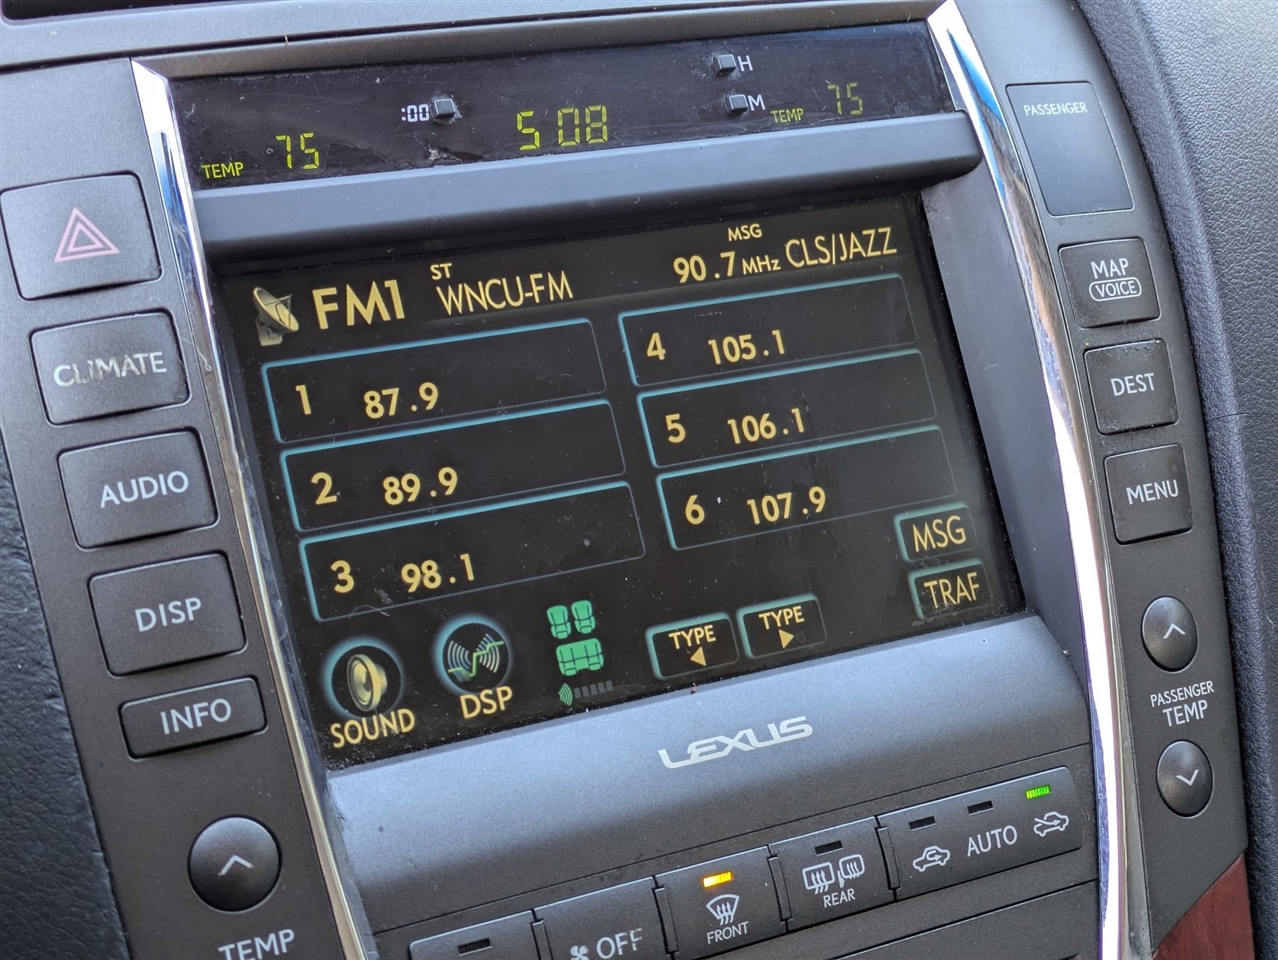 :00
H
M
TEMP 75
5 08
TEMP 75
PASSENGER
FM1
ST
WNCU-FM
MSG
90.7 MHz CLS/JAZZ
1 87.9
2 89.9
3 98.1
4 105.1
5 106.1
6 107.9
MSG
TRAF
TYPE
TYPE
SOUND
DSP
CLIMATE
AUDIO
DISP
INFO
TEMP
MAP
VOICE
DEST
MENU
PASSENGER
TEMP
LEXUS
OFF
FRONT
REAR
AUTO